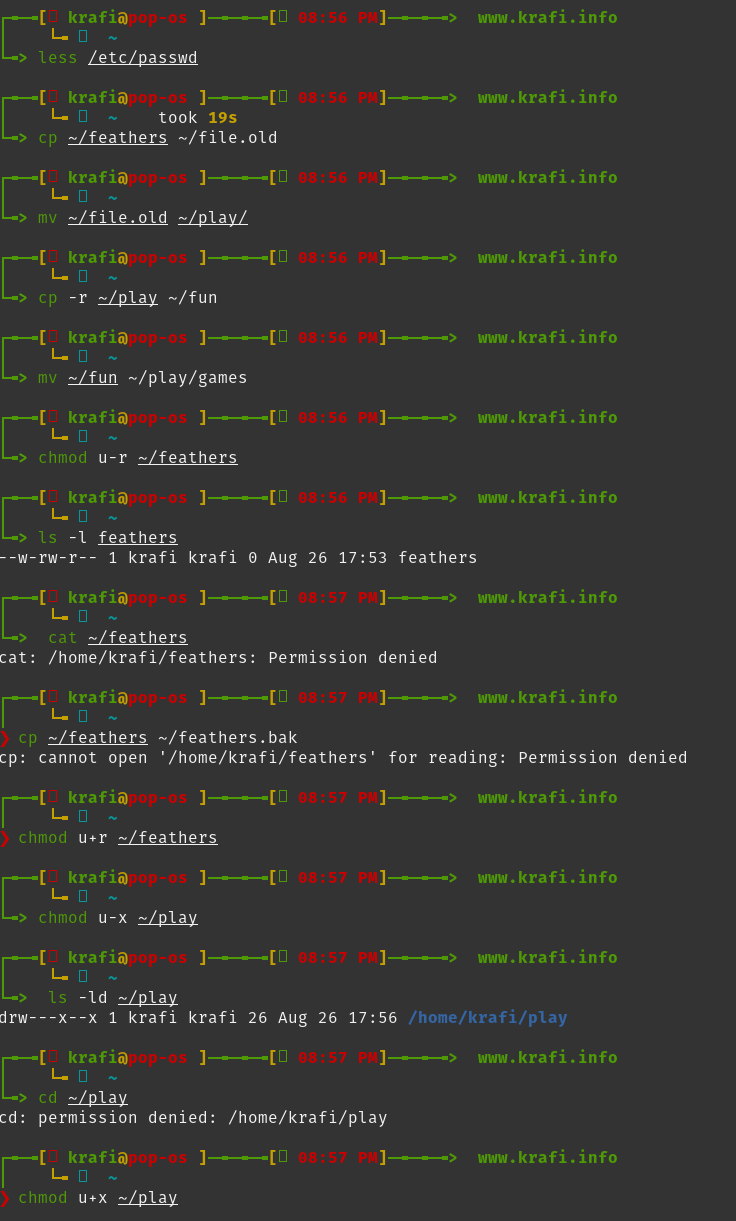 [ krafi@pop-os ] [ 08:56 PM] > www.krafi.info
~
> less /etc/passwd
[ krafi@pop-os ] [ 08:56 PM] > www.krafi.info
~ took 19s
> cp ~/feathers ~/file.old
[ krafi@pop-os ] [ 08:56 PM] > www.krafi.info
~
> mv ~/file.old ~/play/
[ krafi@pop-os ] [ 08:56 PM] > www.krafi.info
~
> cp -r ~/play ~/fun
[ krafi@pop-os ] [ 08:56 PM] > www.krafi.info
~
> mv ~/fun ~/play/games
[ krafi@pop-os ] [ 08:56 PM] > www.krafi.info
~
> chmod u-r ~/feathers
[ krafi@pop-os ] [ 08:56 PM] > www.krafi.info
~
> ls -l feathers
--w-rw-r-- 1 krafi krafi 0 Aug 26 17:53 feathers
[ krafi@pop-os ] [ 08:57 PM] > www.krafi.info
~
> cat ~/feathers
cat: /home/krafi/feathers: Permission denied
[ krafi@pop-os ] [ 08:57 PM] > www.krafi.info
~
❯ cp ~/feathers ~/feathers.bak
cp: cannot open '/home/krafi/feathers' for reading: Permission denied
[ krafi@pop-os ] [ 08:57 PM] > www.krafi.info
~
❯ chmod u+r ~/feathers
[ krafi@pop-os ] [ 08:57 PM] > www.krafi.info
~
> chmod u-x ~/play
[ krafi@pop-os ] [ 08:57 PM] > www.krafi.info
~
> ls -ld ~/play
drw---x--x 1 krafi krafi 26 Aug 26 17:56 /home/krafi/play
[ krafi@pop-os ] [ 08:57 PM] > www.krafi.info
~
> cd ~/play
cd: permission denied: /home/krafi/play
[ krafi@pop-os ] [ 08:57 PM] > www.krafi.info
~
❯ chmod u+x ~/play